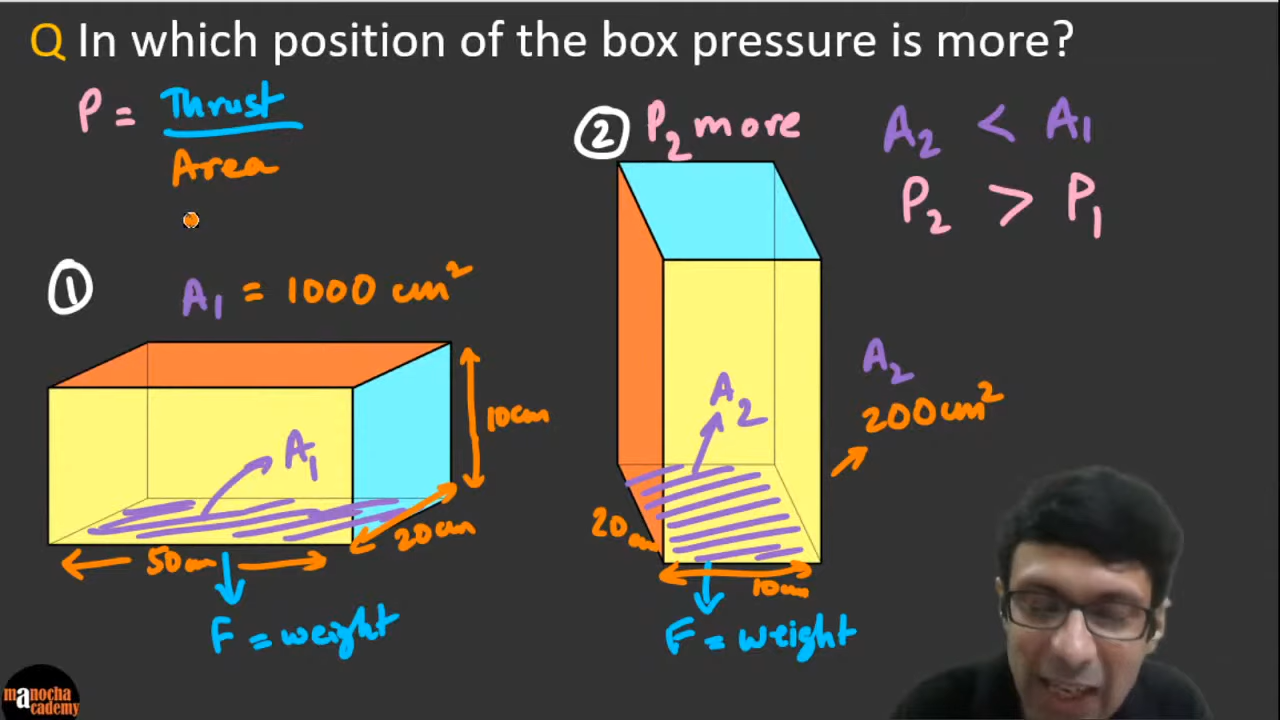 Q In which position of the box pressure is more?
P = Thrust
Area
② P₂ more
A₂ < A₁
P₂ > P₁
① A₁ = 1000 cm²
10cm
A₁
50cm
20cm
F = weight
A₂
20cm
10cm
F = weight
A₂
200cm²
manocha
academy